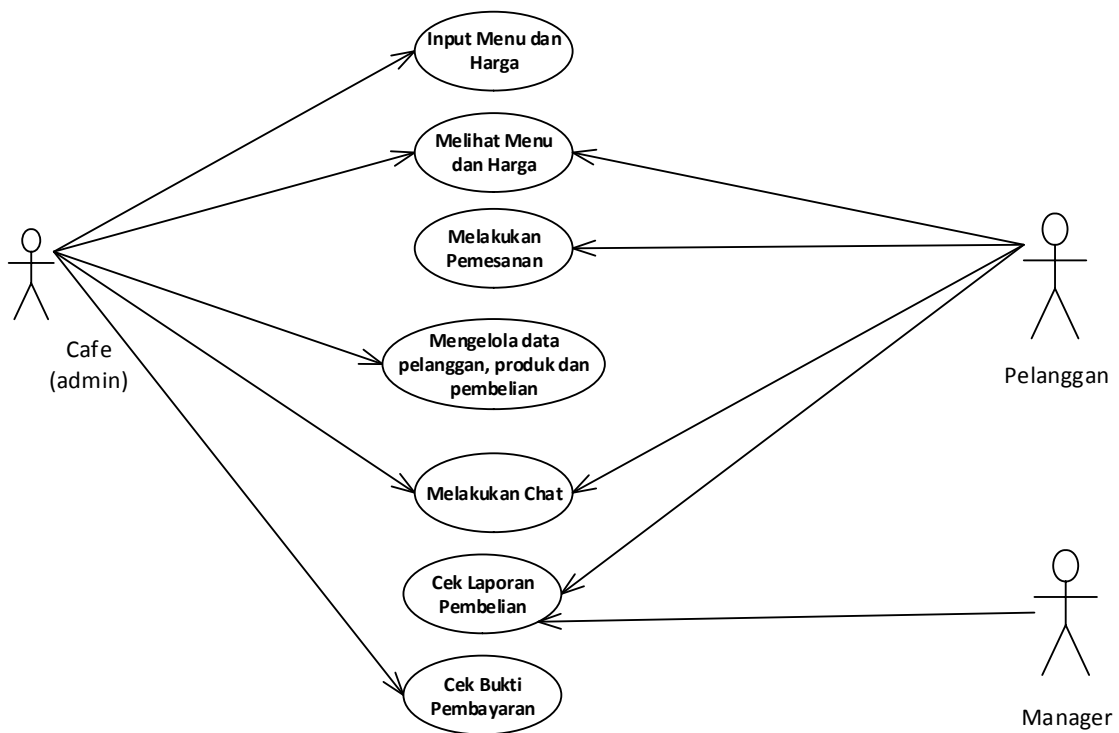 Input Menu dan
Harga
Melihat Menu
dan Harga
Melakukan
Pemesanan
Mengelola data
pelanggan, produk dan
pembelian
Cafe
(admin)
Pelanggan
Melakukan Chat
Cek Laporan
Pembelian
Cek Bukti
Pembayaran
Manager